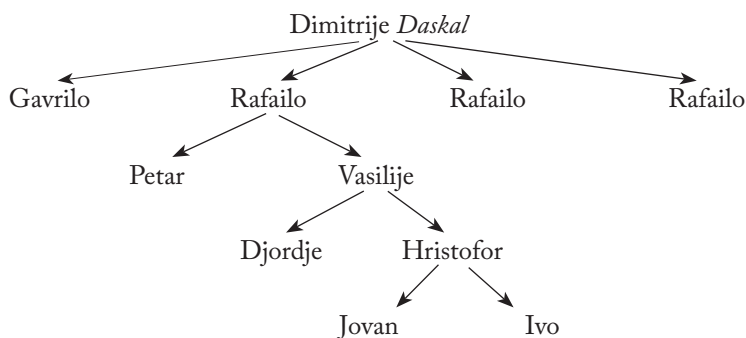 Dimitrije Daskal
Gavrilo Rafailo Rafailo Rafailo
Petar Vasilije
Djordje Hristofor
Jovan Ivo